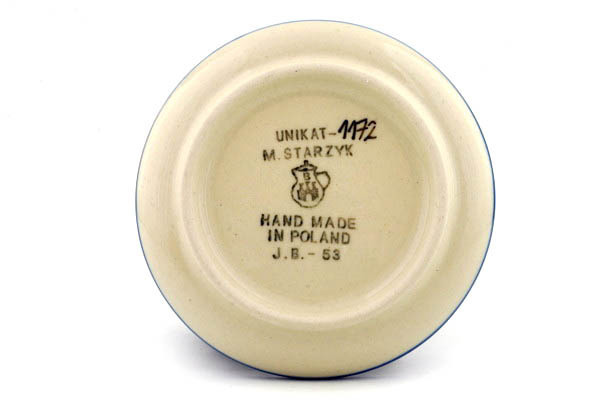 UNIKAT-1172
M. STARZYK
B
HAND MADE
IN POLAND
J.B. - 53